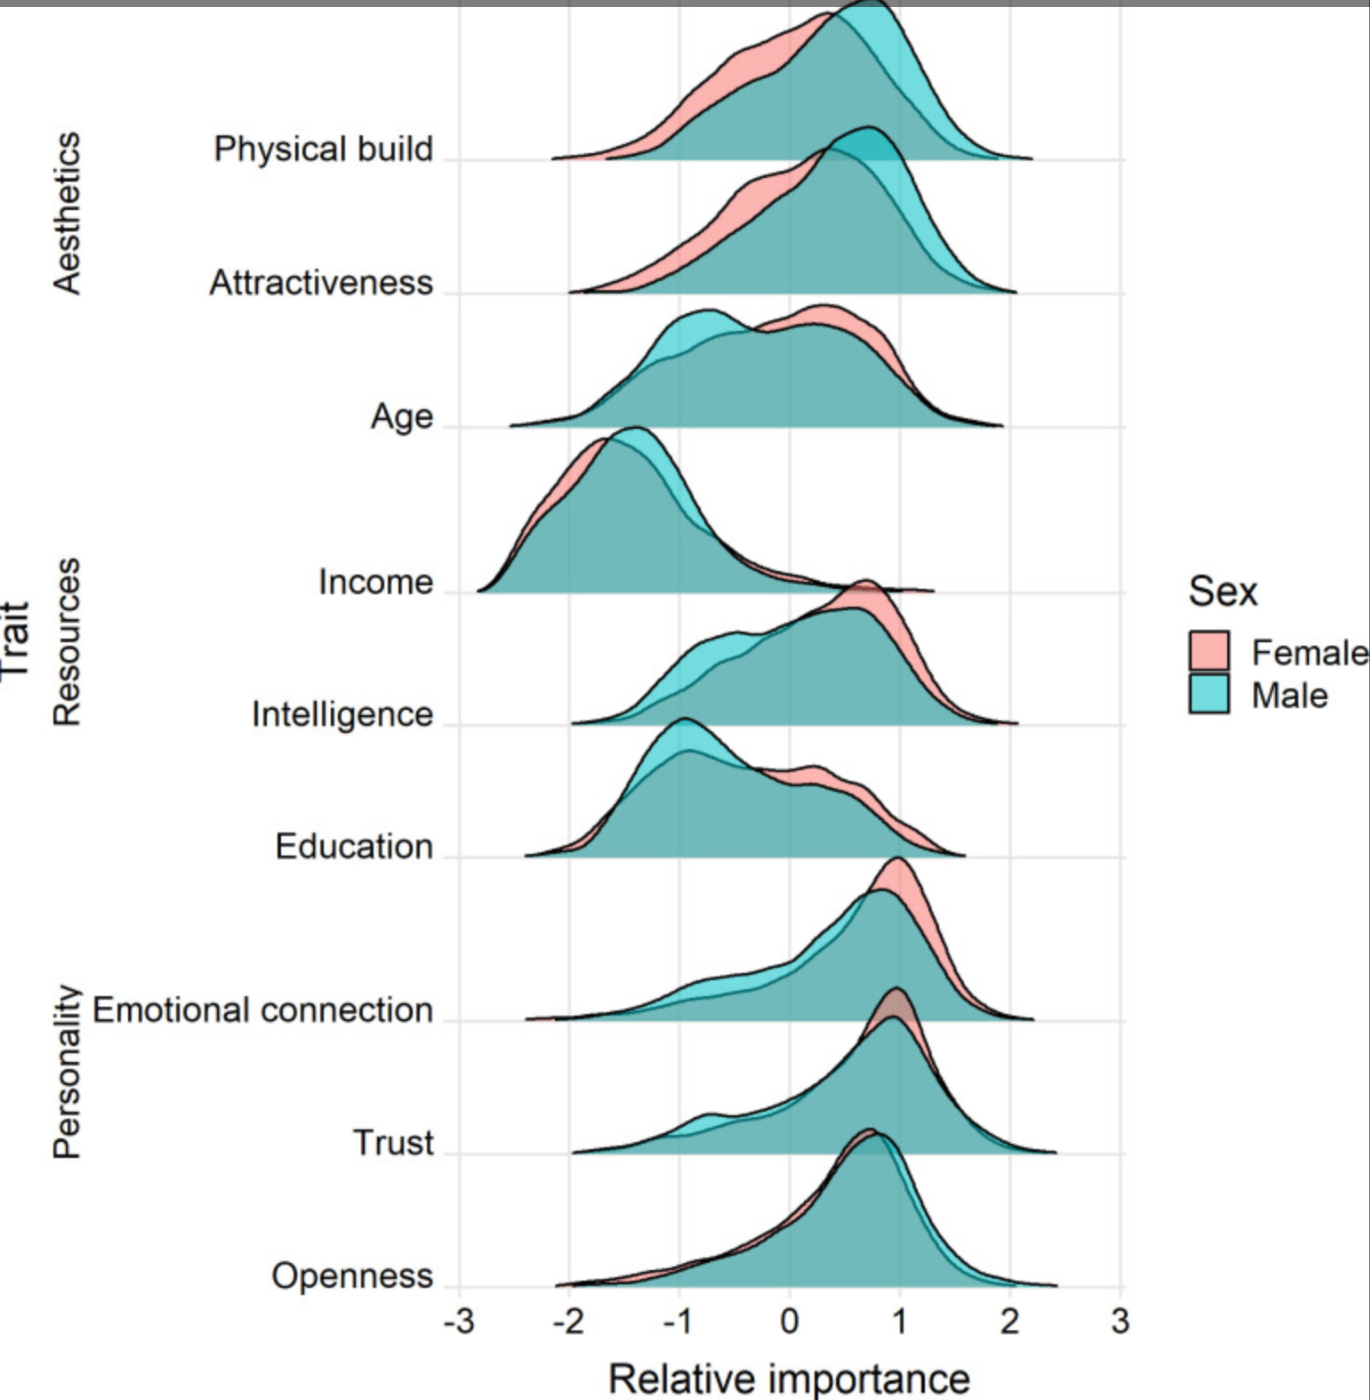 Physical build
Attractiveness
Age
Income
Intelligence
Education
Emotional connection
Trust
Openness
Aesthetics
Resources
Personality
Trait
-3 -2 -1 0 1 2 3
Relative importance
Sex
Female
Male